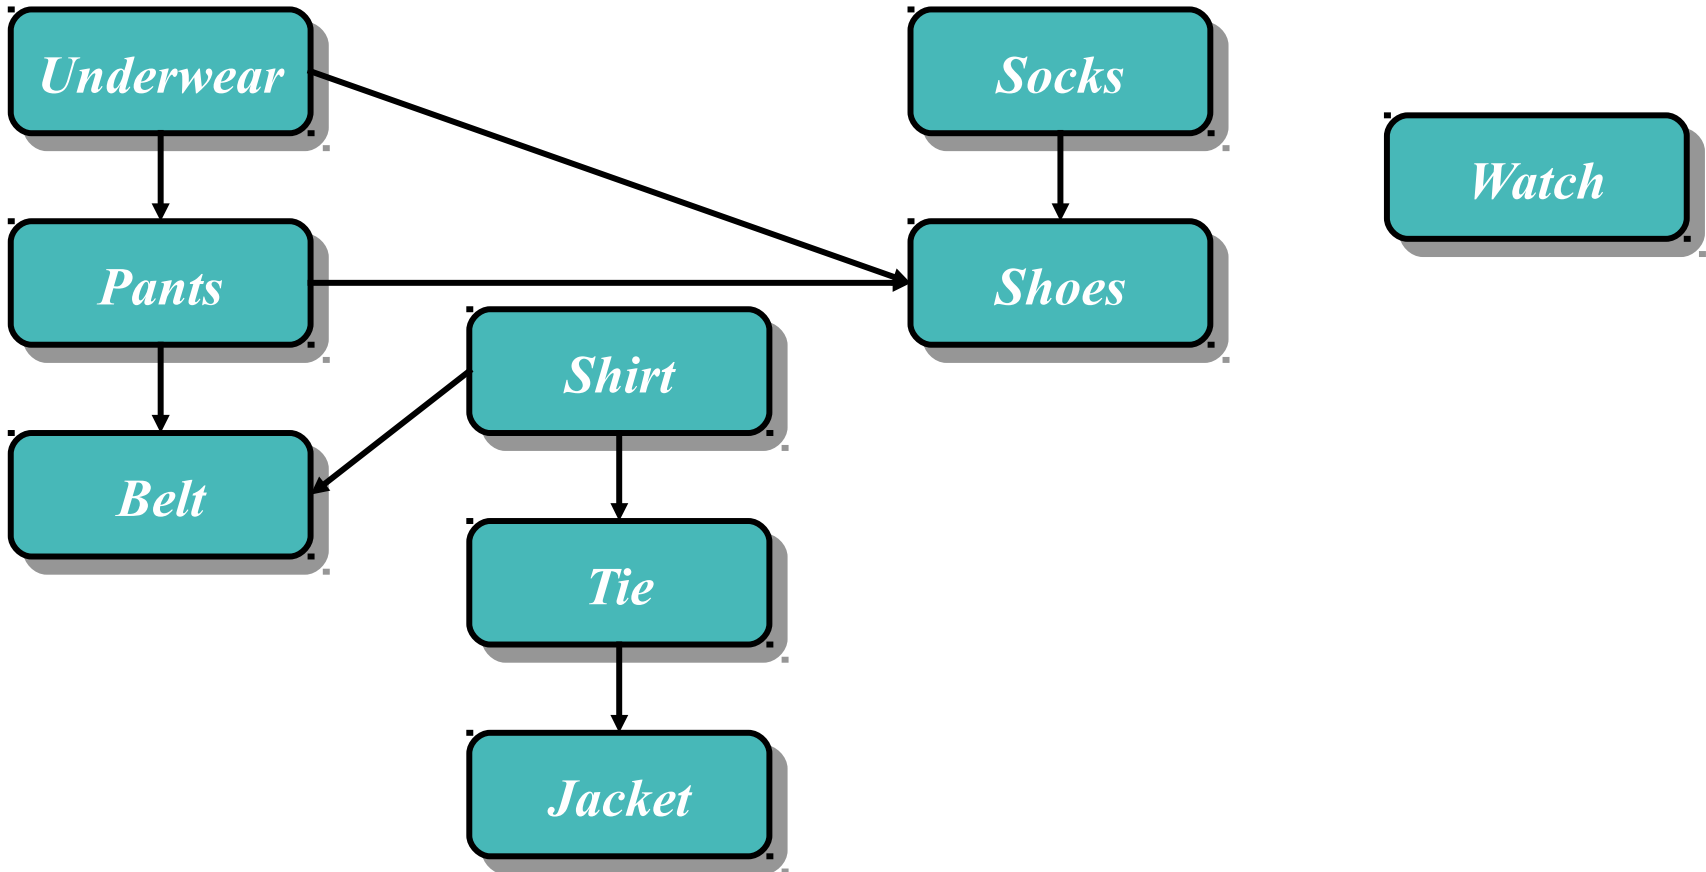 Underwear
Socks
Watch
Pants
Shoes
Shirt
Belt
Tie
Jacket